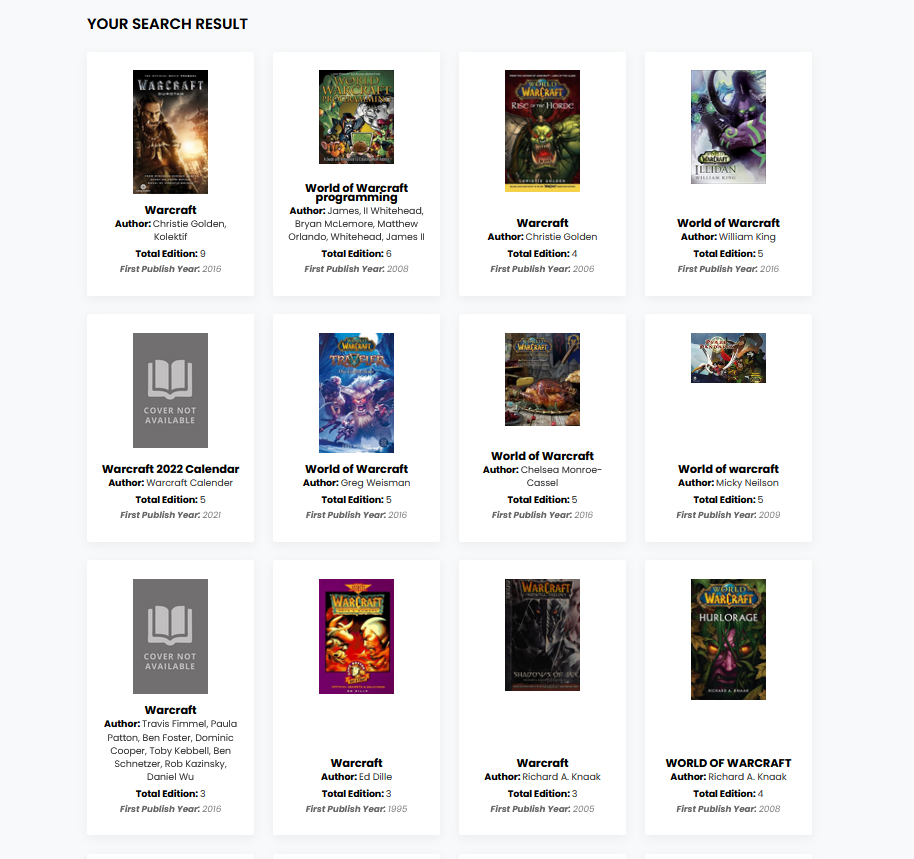 YOUR SEARCH RESULT
WARCRAFT
Warcraft
Author: Christie Golden,
Kolektif
Total Edition: 9
First Publish Year: 2016
WORLD
WARCRAFT
PROGRAMMING
World of Warcraft
programming
Author: James, II Whitehead,
Bryan McLemore, Matthew
Orlando, Whitehead, James II
Total Edition: 6
First Publish Year: 2008
WORLD
WARCRAFT
RISE OF THE HORDE
CHRISTIE GOLDEN
Warcraft
Author: Christie Golden
Total Edition: 4
First Publish Year: 2006
WARCRAFT
ILLIDAN
WILLIAM KING
World of Warcraft
Author: William King
Total Edition: 5
First Publish Year: 2016
COVER NOT
AVAILABLE
Warcraft 2022 Calendar
Author: Warcraft Calender
Total Edition: 5
First Publish Year: 2021
WARCRAFT
TRAVELER
World of Warcraft
Author: Greg Weisman
Total Edition: 5
First Publish Year: 2016
WARCRAFT
World of Warcraft
Author: Chelsea Monroe-
Cassel
Total Edition: 5
First Publish Year: 2016
World of warcraft
Author: Micky Neilson
Total Edition: 5
First Publish Year: 2009
COVER NOT
AVAILABLE
Warcraft
Author: Travis Fimmel, Paula
Patton, Ben Foster, Dominic
Cooper, Toby Kebbell, Ben
Schnetzer, Rob Kazinsky,
Daniel Wu
Total Edition: 3
First Publish Year: 2016
WARCRAFT
ED DILLE
Warcraft
Author: Ed Dille
Total Edition: 3
First Publish Year: 1995
WARCRAFT
SHADOWS OF
Warcraft
Author: Richard A. Knaak
Total Edition: 3
First Publish Year: 2005
WORLD
WARCRAFT
HURLORAGE
RICHARD A. KNAAK
WORLD OF WARCRAFT
Author: Richard A. Knaak
Total Edition: 4
First Publish Year: 2008